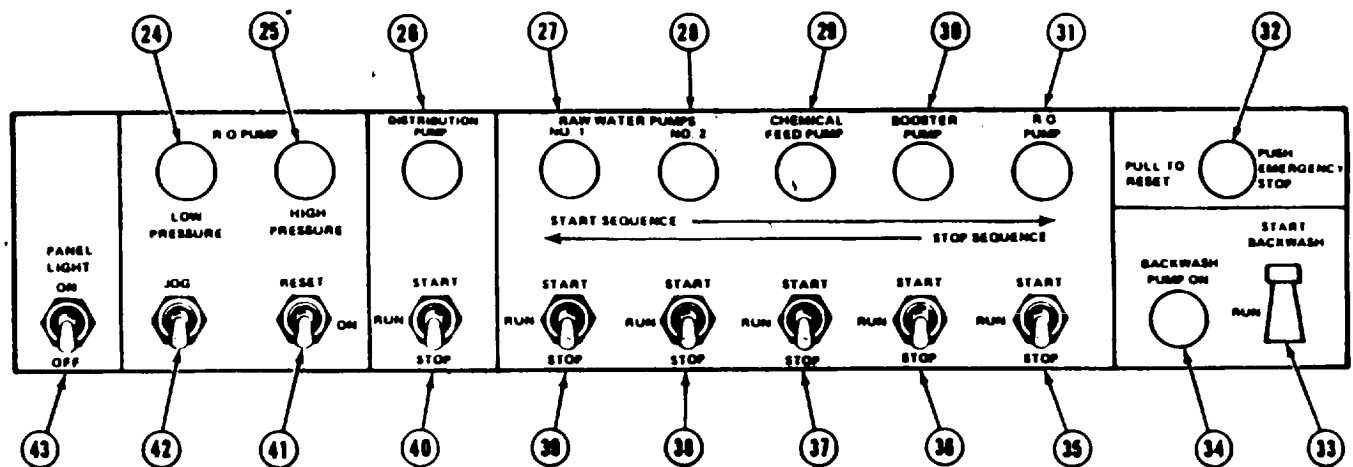 24 25 26 27 28 29 30 31 32
R O PUMP
LOW
PRESSURE
HIGH
PRESSURE
DISTRIBUTION
PUMP
RAW WATER PUMPS
NO. 1 NO. 2
CHEMICAL
FEED PUMP
BOOSTER
PUMP
R O
PUMP
START SEQUENCE
STOP SEQUENCE
PULL TO
RESET
PUSH
EMERGENCY
STOP
PANEL
LIGHT
ON
OFF
JOG
RESET
ON
START
RUN
STOP
START
RUN
STOP
START
RUN
STOP
START
RUN
STOP
START
RUN
STOP
START
RUN
STOP
BACKWASH
PUMP ON
START
BACKWASH
RUN
43 42 41 40 39 38 37 36 35 34 33